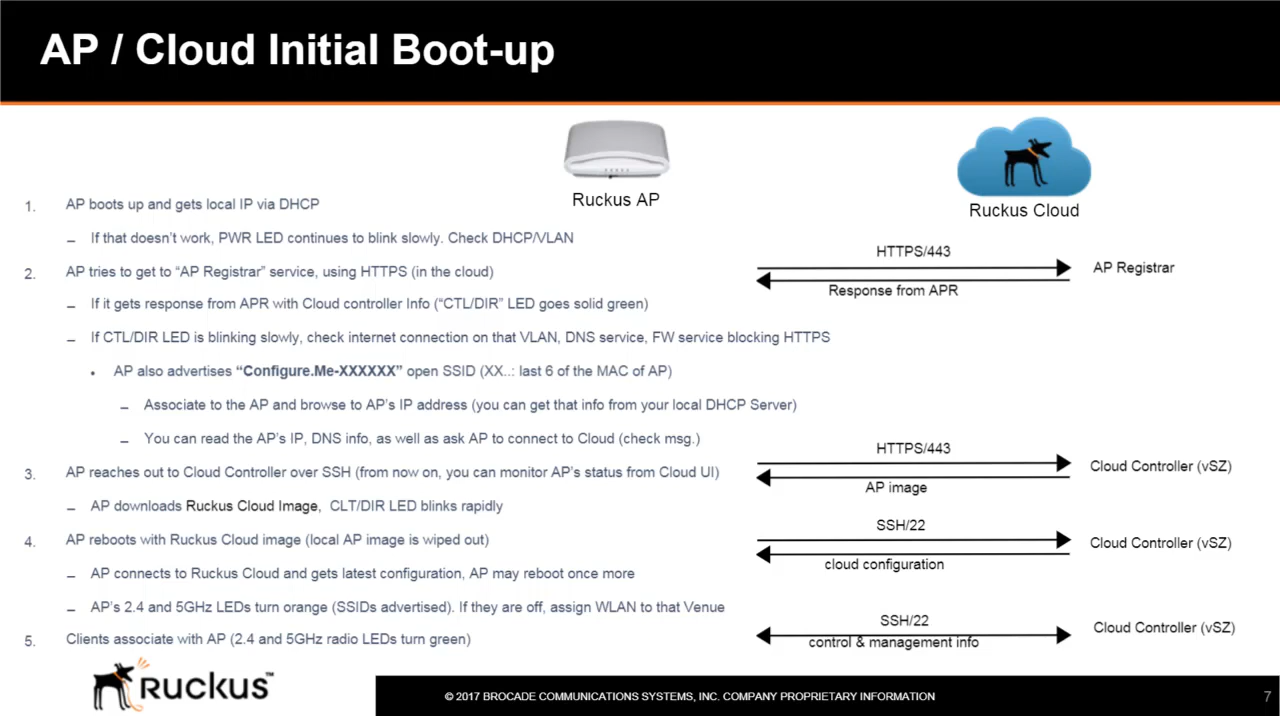 AP / Cloud Initial Boot-up
Ruckus AP
Ruckus Cloud
1. AP boots up and gets local IP via DHCP
– If that doesn't work, PWR LED continues to blink slowly. Check DHCP/VLAN
2. AP tries to get to “AP Registrar” service, using HTTPS (in the cloud)
HTTPS/443
AP Registrar
Response from APR
– If it gets response from APR with Cloud controller Info (“CTL/DIR” LED goes solid green)
– If CTL/DIR LED is blinking slowly, check internet connection on that VLAN, DNS service, FW service blocking HTTPS
• AP also advertises “Configure.Me-XXXXXX” open SSID (XX..: last 6 of the MAC of AP)
– Associate to the AP and browse to AP's IP address (you can get that info from your local DHCP Server)
– You can read the AP's IP, DNS info, as well as ask AP to connect to Cloud (check msg.)
3. AP reaches out to Cloud Controller over SSH (from now on, you can monitor AP's status from Cloud UI)
HTTPS/443
Cloud Controller (vSZ)
AP image
– AP downloads Ruckus Cloud Image, CLT/DIR LED blinks rapidly
4. AP reboots with Ruckus Cloud image (local AP image is wiped out)
SSH/22
Cloud Controller (vSZ)
cloud configuration
– AP connects to Ruckus Cloud and gets latest configuration, AP may reboot once more
– AP's 2.4 and 5GHz LEDs turn orange (SSIDs advertised). If they are off, assign WLAN to that Venue
5. Clients associate with AP (2.4 and 5GHz radio LEDs turn green)
SSH/22
Cloud Controller (vSZ)
control & management info
RUCKUS™
© 2017 BROCADE COMMUNICATIONS SYSTEMS, INC. COMPANY PROPRIETARY INFORMATION
7